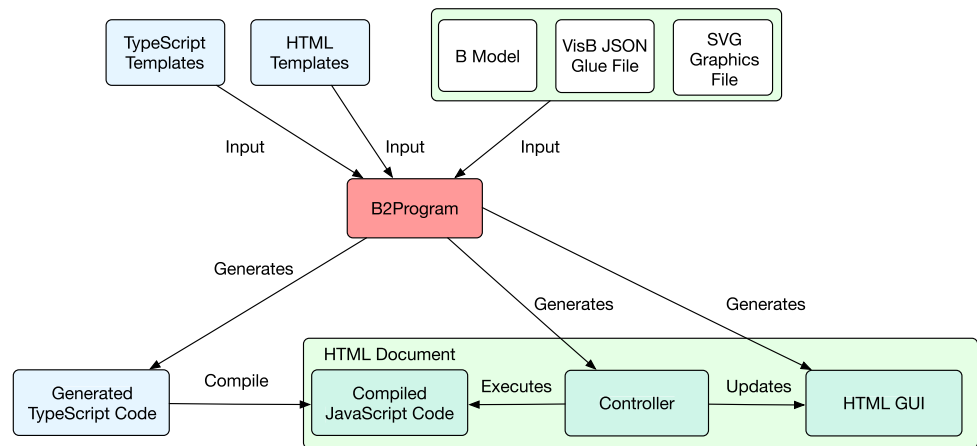 TypeScript
Templates
HTML
Templates
B Model
VisB JSON
Glue File
SVG
Graphics
File
Input
Input
Input
B2Program
Generates
Generates
Generates
HTML Document
Generated
TypeScript Code
Compile
Compiled
JavaScript Code
Executes
Controller
Updates
HTML GUI